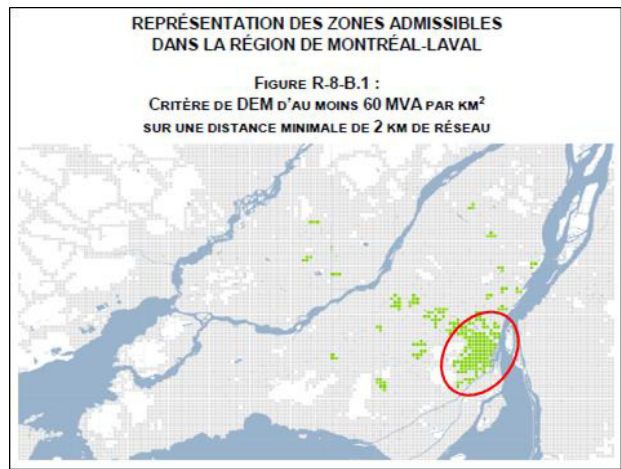 REPRÉSENTATION DES ZONES ADMISSIBLES
DANS LA RÉGION DE MONTRÉAL-LAVAL
FIGURE R-8-B.1 :
CRITÈRE DE DEM D'AU MOINS 60 MVA PAR KM²
SUR UNE DISTANCE MINIMALE DE 2 KM DE RÉSEAU